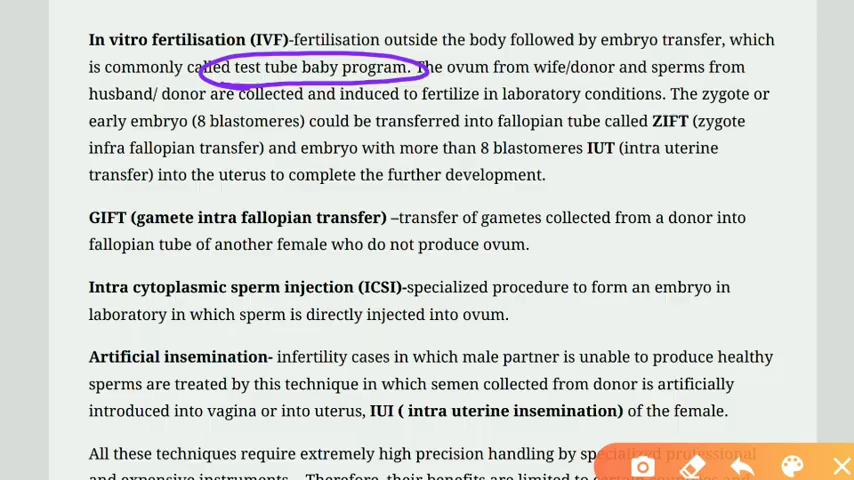 In vitro fertilisation (IVF)-fertilisation outside the body followed by embryo transfer, which
is commonly called test tube baby program. The ovum from wife/donor and sperms from
husband/ donor are collected and induced to fertilize in laboratory conditions. The zygote or
early embryo (8 blastomeres) could be transferred into fallopian tube called ZIFT (zygote
infra fallopian transfer) and embryo with more than 8 blastomeres IUT (intra uterine
transfer) into the uterus to complete the further development.
GIFT (gamete intra fallopian transfer) –transfer of gametes collected from a donor into
fallopian tube of another female who do not produce ovum.
Intra cytoplasmic sperm injection (ICSI)-specialized procedure to form an embryo in
laboratory in which sperm is directly injected into ovum.
Artificial insemination- infertility cases in which male partner is unable to produce healthy
sperms are treated by this technique in which semen collected from donor is artificially
introduced into vagina or into uterus, IUI ( intra uterine insemination) of the female.
All these techniques require extremely high precision handling by specialized professional
and expensive instruments. Therefore, their benefits are limited to